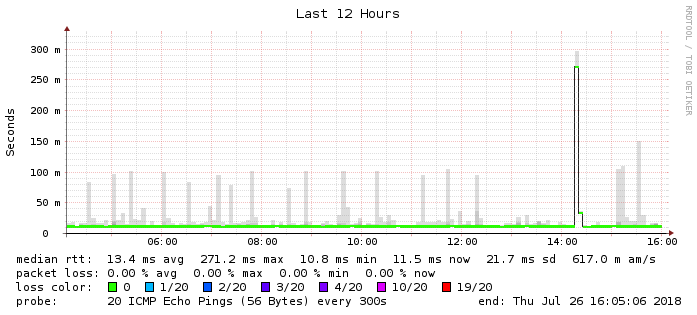 Last 12 Hours
RRDTOOL / TOBI OETIKER
Seconds
300 m
250 m
200 m
150 m
100 m
50 m
0
06:00 08:00 10:00 12:00 14:00 16:00
median rtt: 13.4 ms avg 271.2 ms max 10.8 ms min 11.5 ms now 21.7 ms sd 617.0 m am/s
packet loss: 0.00 % avg 0.00 % max 0.00 % min 0.00 % now
loss color: 0 1/20 2/20 3/20 4/20 10/20 19/20
probe: 20 ICMP Echo Pings (56 Bytes) every 300s end: Thu Jul 26 16:05:06 2018